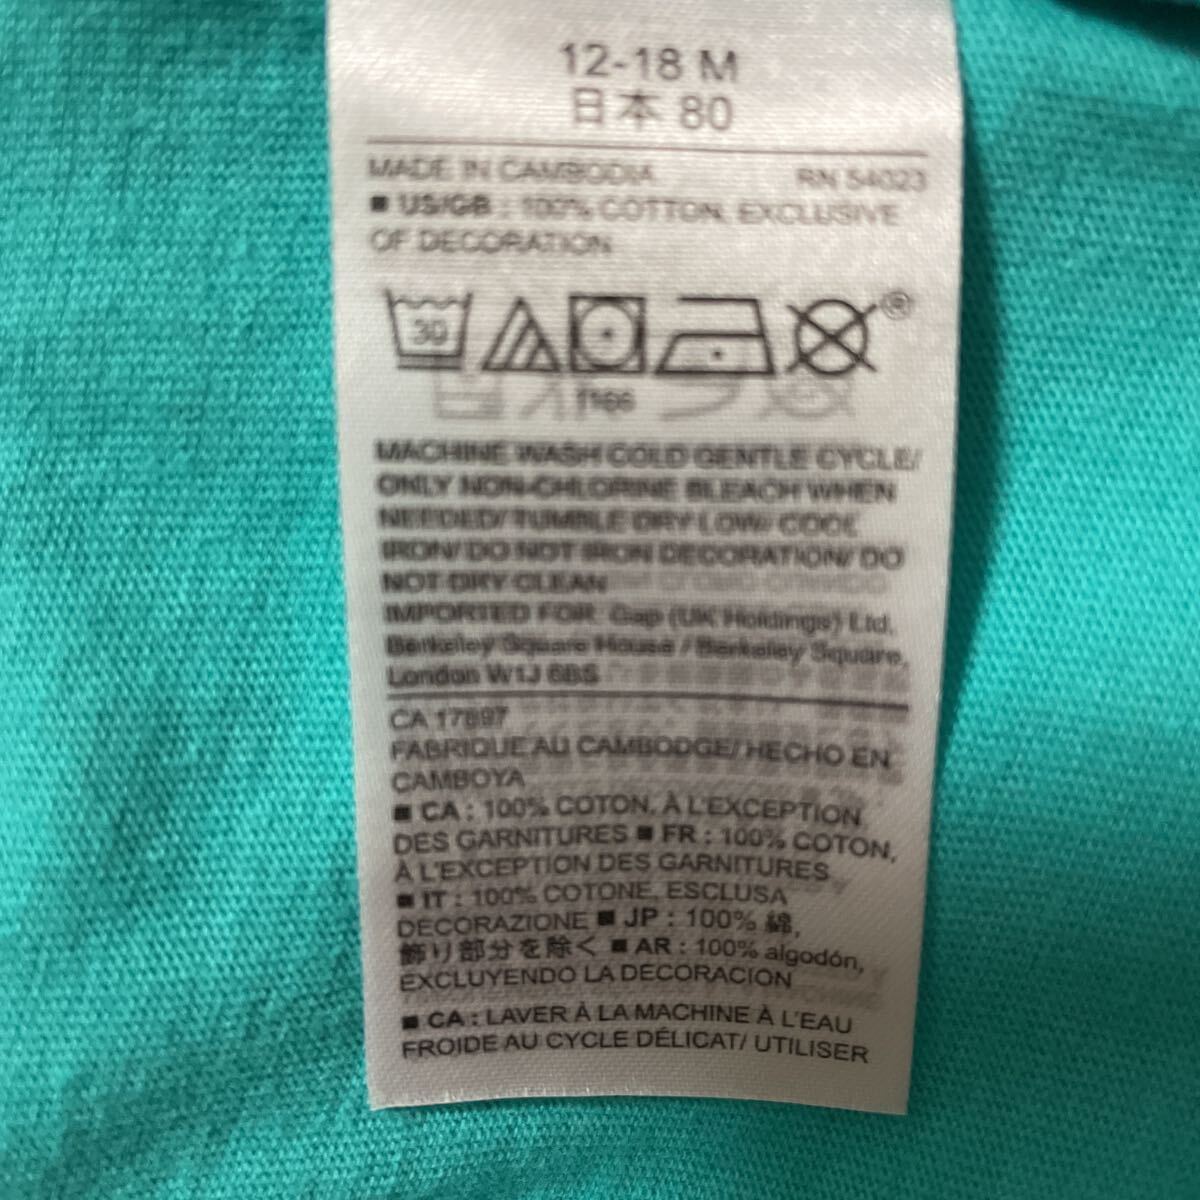 12-18 M
日本 80
MADE IN CAMBODIA RN 54023
■ US/GB : 100% COTTON, EXCLUSIVE
OF DECORATION
30
®
MACHINE WASH COLD GENTLE CYCLE/
ONLY NON-CHLORINE BLEACH WHEN
NEEDED/ TUMBLE DRY LOW/ COOL
IRON/ DO NOT IRON DECORATION/ DO
NOT DRY CLEAN
IMPORTED FOR: Gap (UK Holdings) Ltd.
Berkeley Square House / Berkeley Square,
London W1J 6BS
CA 17897
FABRIQUE AU CAMBODGE/ HECHO EN
CAMBOYA
■ CA : 100% COTON, À L'EXCEPTION
DES GARNITURES ■ FR : 100% COTON,
À L'EXCEPTION DES GARNITURES
■ IT : 100% COTONE, ESCLUSA
DECORAZIONE ■ JP : 100% 綿,
飾り部分を除く ■ AR : 100% algodón,
EXCLUYENDO LA DECORACION
■ CA : LAVER À LA MACHINE À L'EAU
FROIDE AU CYCLE DÉLICAT/ UTILISER